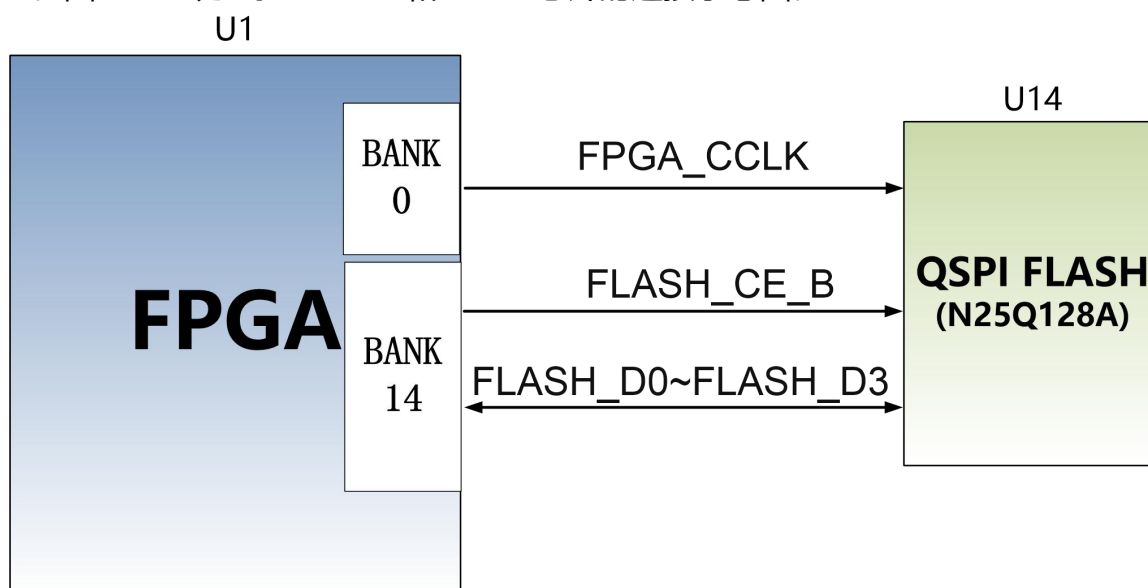 U1
U14
BANK
0
FPGA_CCLK
FPGA
FLASH_CE_B
QSPI FLASH
(N25Q128A)
BANK
14
FLASH_D0~FLASH_D3